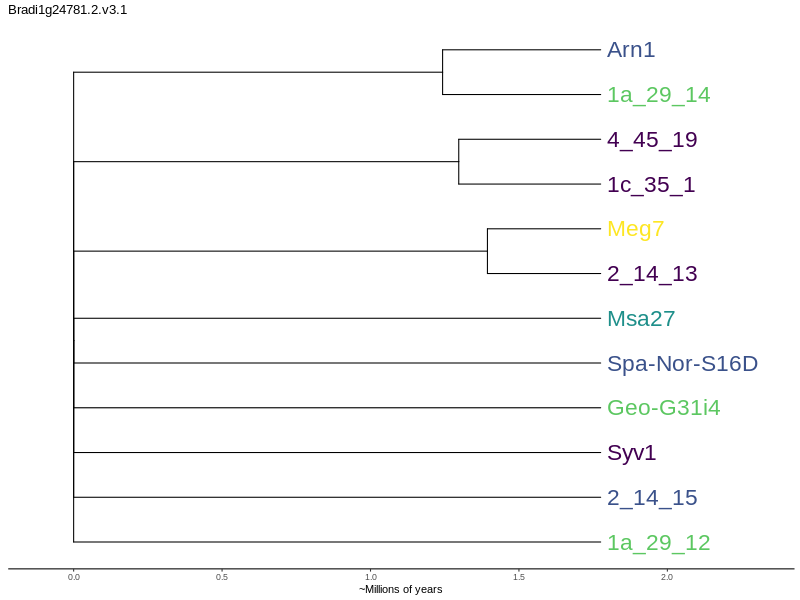 Bradi1g24781.2.v3.1
Arn1
1a_29_14
4_45_19
1c_35_1
Meg7
2_14_13
Msa27
Spa-Nor-S16D
Geo-G31i4
Syv1
2_14_15
1a_29_12
0.0 0.5 1.0 1.5 2.0
~Millions of years